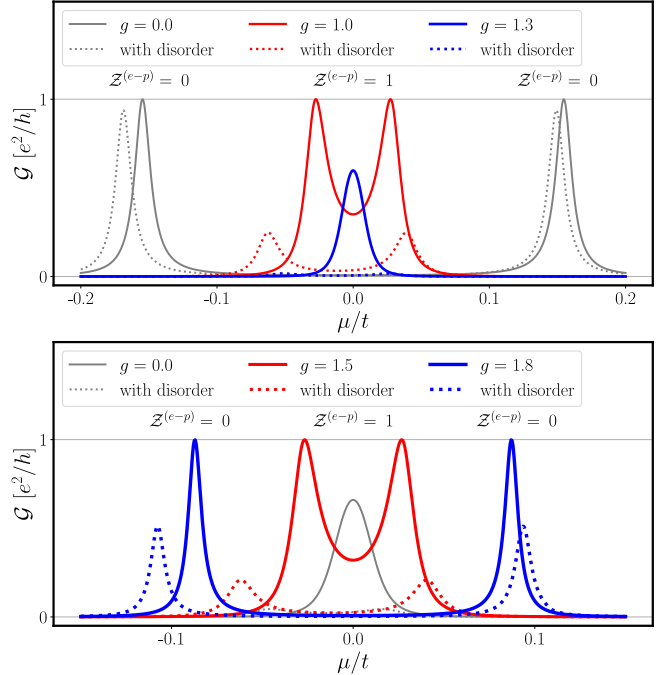 g = 0.0 g = 1.0 g = 1.3
with disorder with disorder with disorder
𝒵^(e−p) = 0 𝒵^(e−p) = 1 𝒵^(e−p) = 0
1
𝒢 [e²/h]
0
-0.2 -0.1 0.0 0.1 0.2
μ/t
g = 0.0 g = 1.5 g = 1.8
with disorder with disorder with disorder
𝒵^(e−p) = 0 𝒵^(e−p) = 1 𝒵^(e−p) = 0
1
𝒢 [e²/h]
0
-0.1 0.0 0.1
μ/t